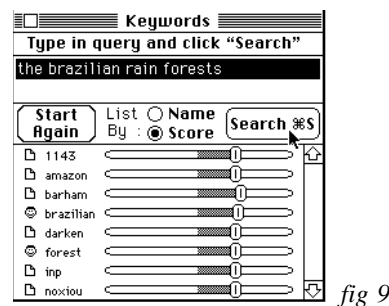 Keywords
Type in query and click “Search”
the brazilian rain forests
Start Again
List By : Name Score
Search ⌘S
1143
amazon
barham
brazilian
darken
forest
inp
noxiou
fig 9